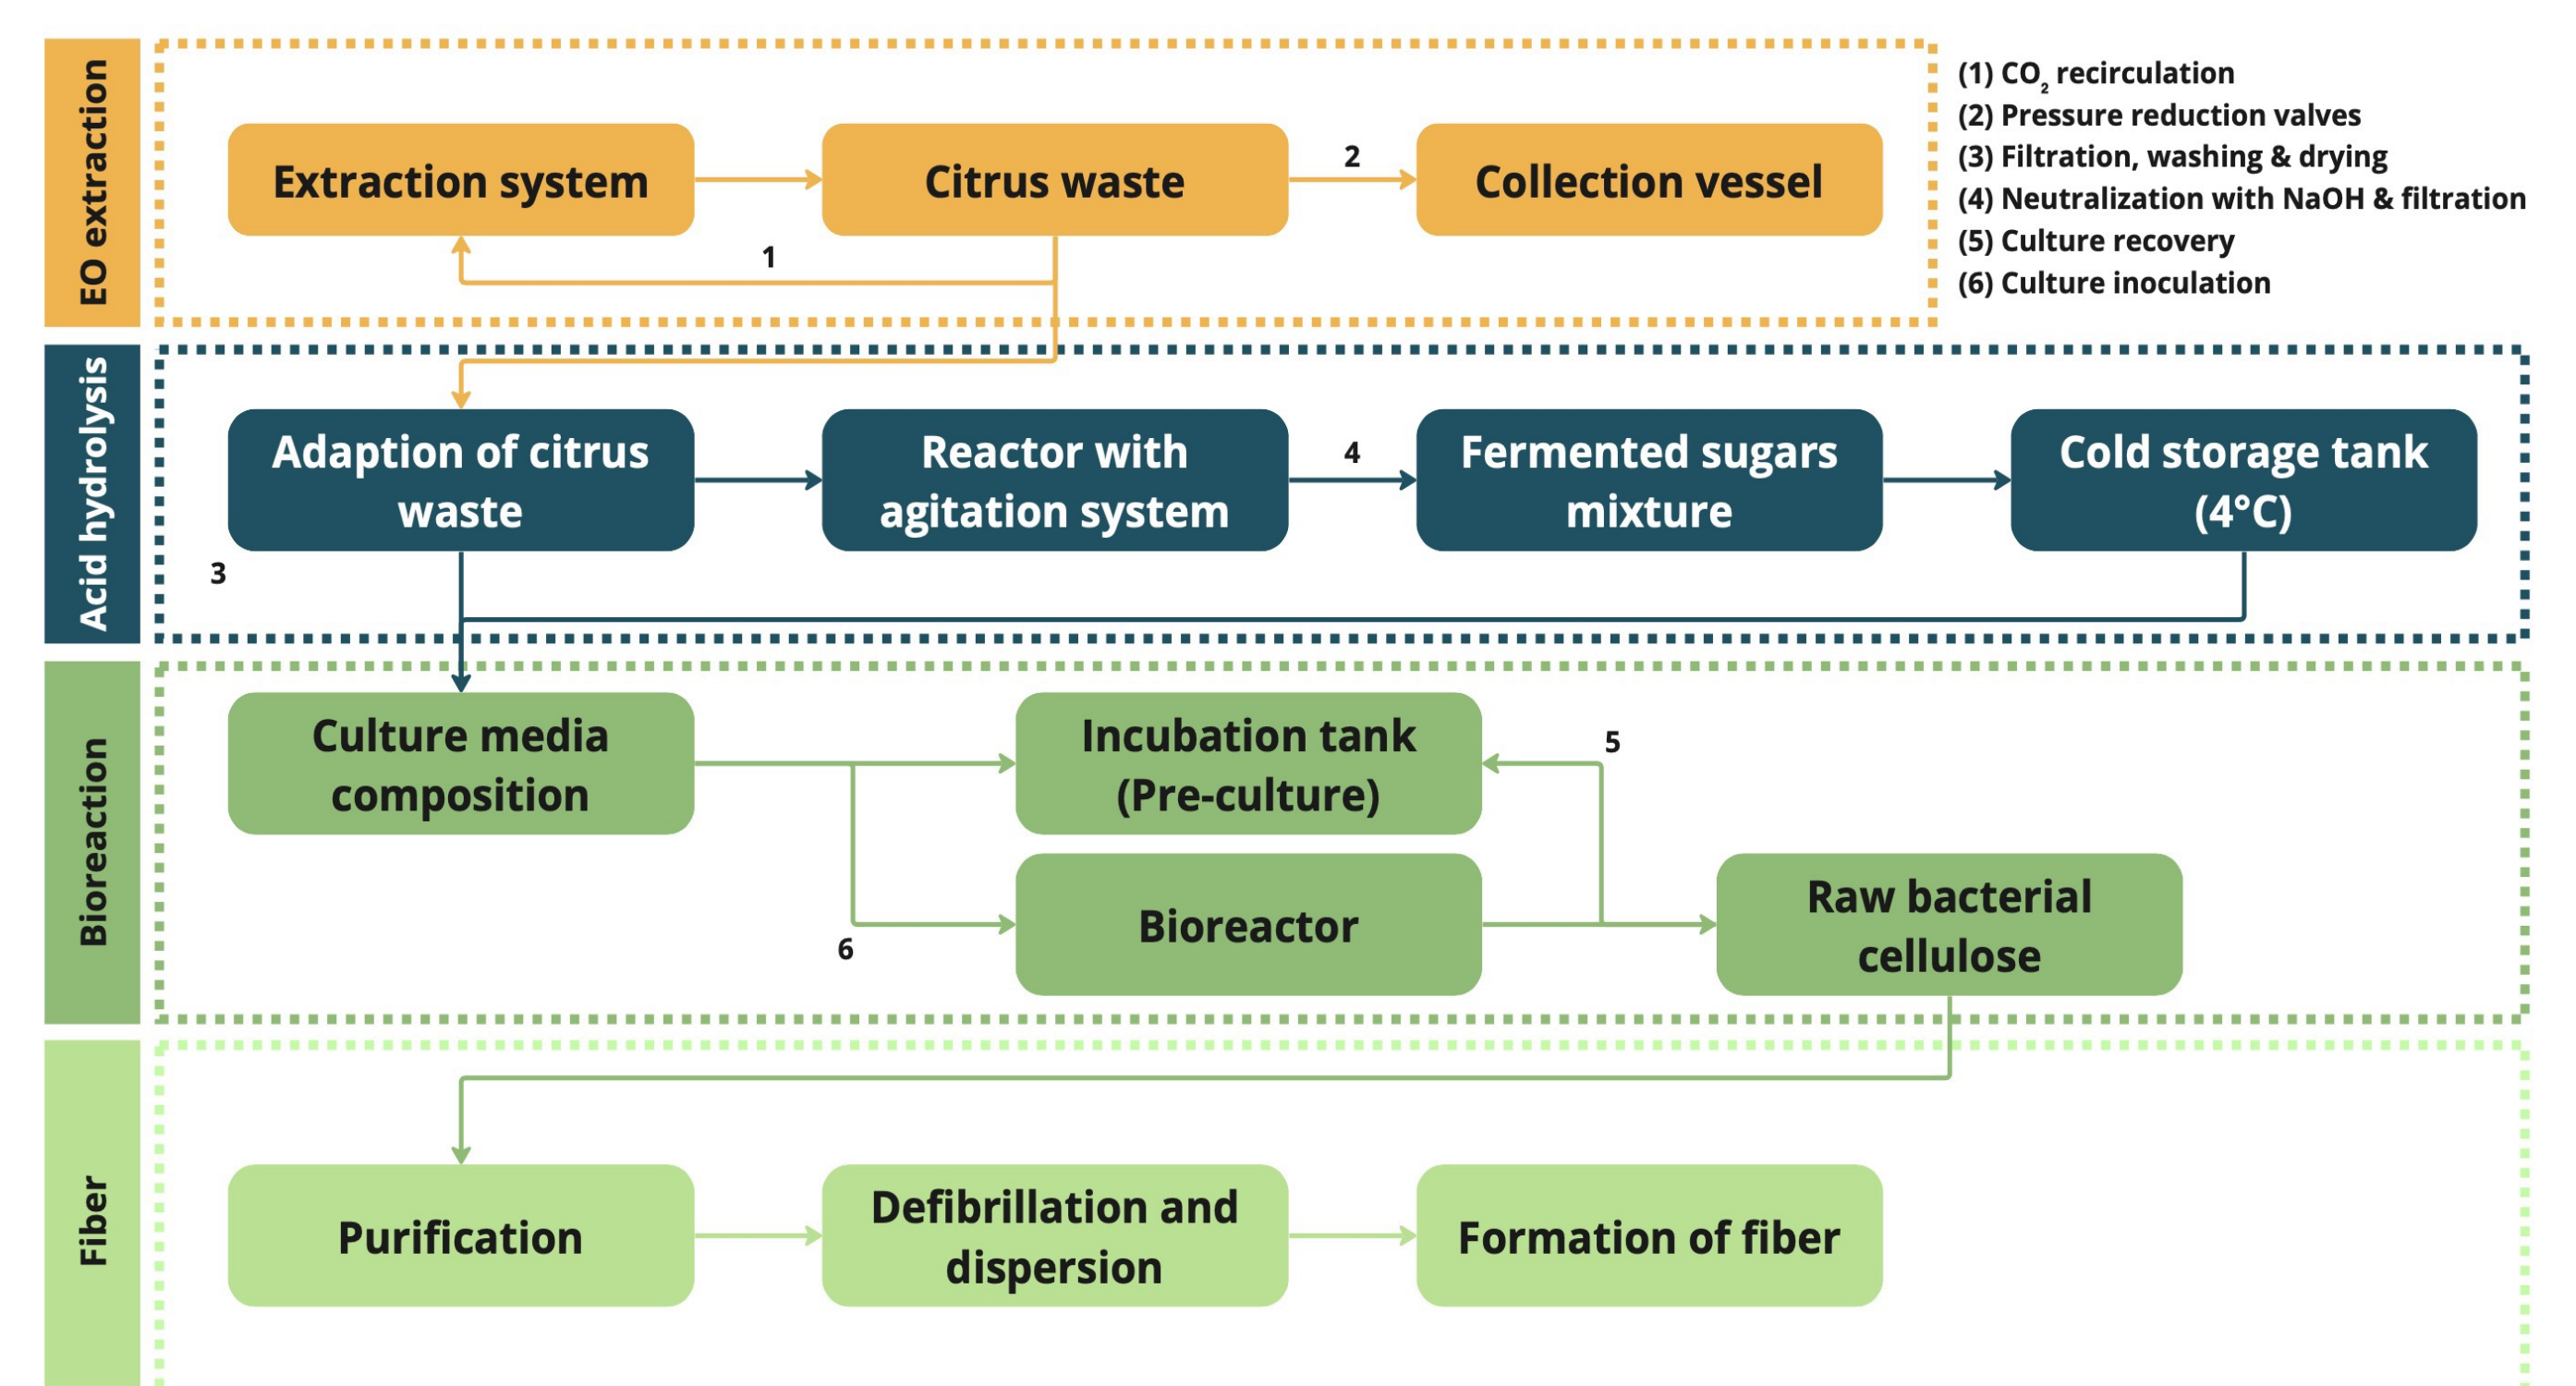 EO extraction
Extraction system
Citrus waste
2
Collection vessel
1
(1) CO₂ recirculation
(2) Pressure reduction valves
(3) Filtration, washing & drying
(4) Neutralization with NaOH & filtration
(5) Culture recovery
(6) Culture inoculation
Acid hydrolysis
Adaption of citrus
waste
Reactor with
agitation system
4
Fermented sugars
mixture
Cold storage tank
(4°C)
3
Bioreaction
Culture media
composition
Incubation tank
(Pre-culture)
5
6
Bioreactor
Raw bacterial
cellulose
Fiber
Purification
Defibrillation and
dispersion
Formation of fiber